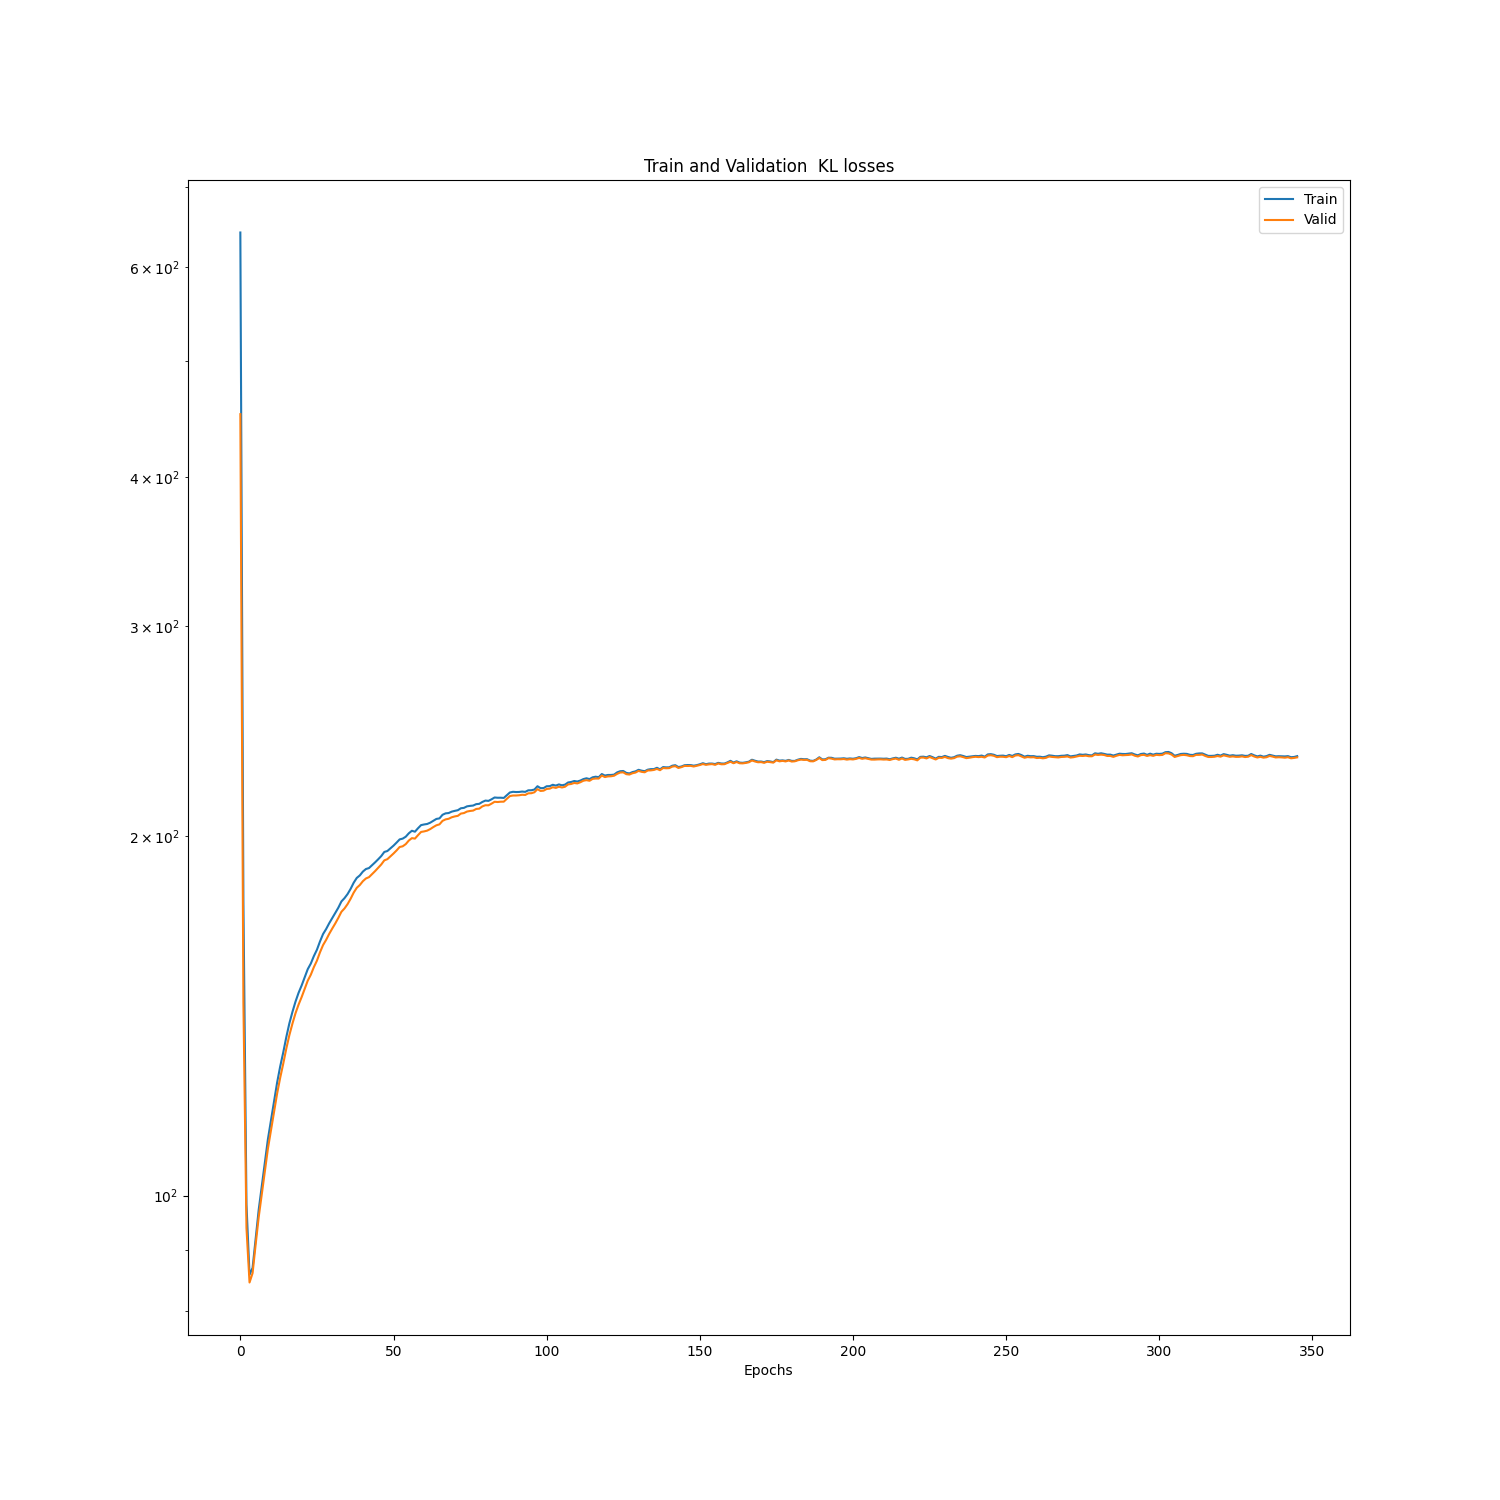 Train and Validation  KL losses
Train
Valid
6 × 10²
4 × 10²
3 × 10²
2 × 10²
10²
0 50 100 150 200 250 300 350
Epochs